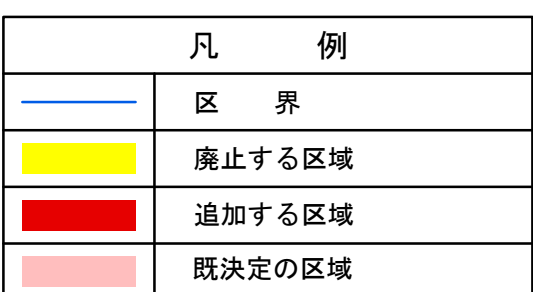 凡　例
区　界
廃止する区域
追加する区域
既決定の区域